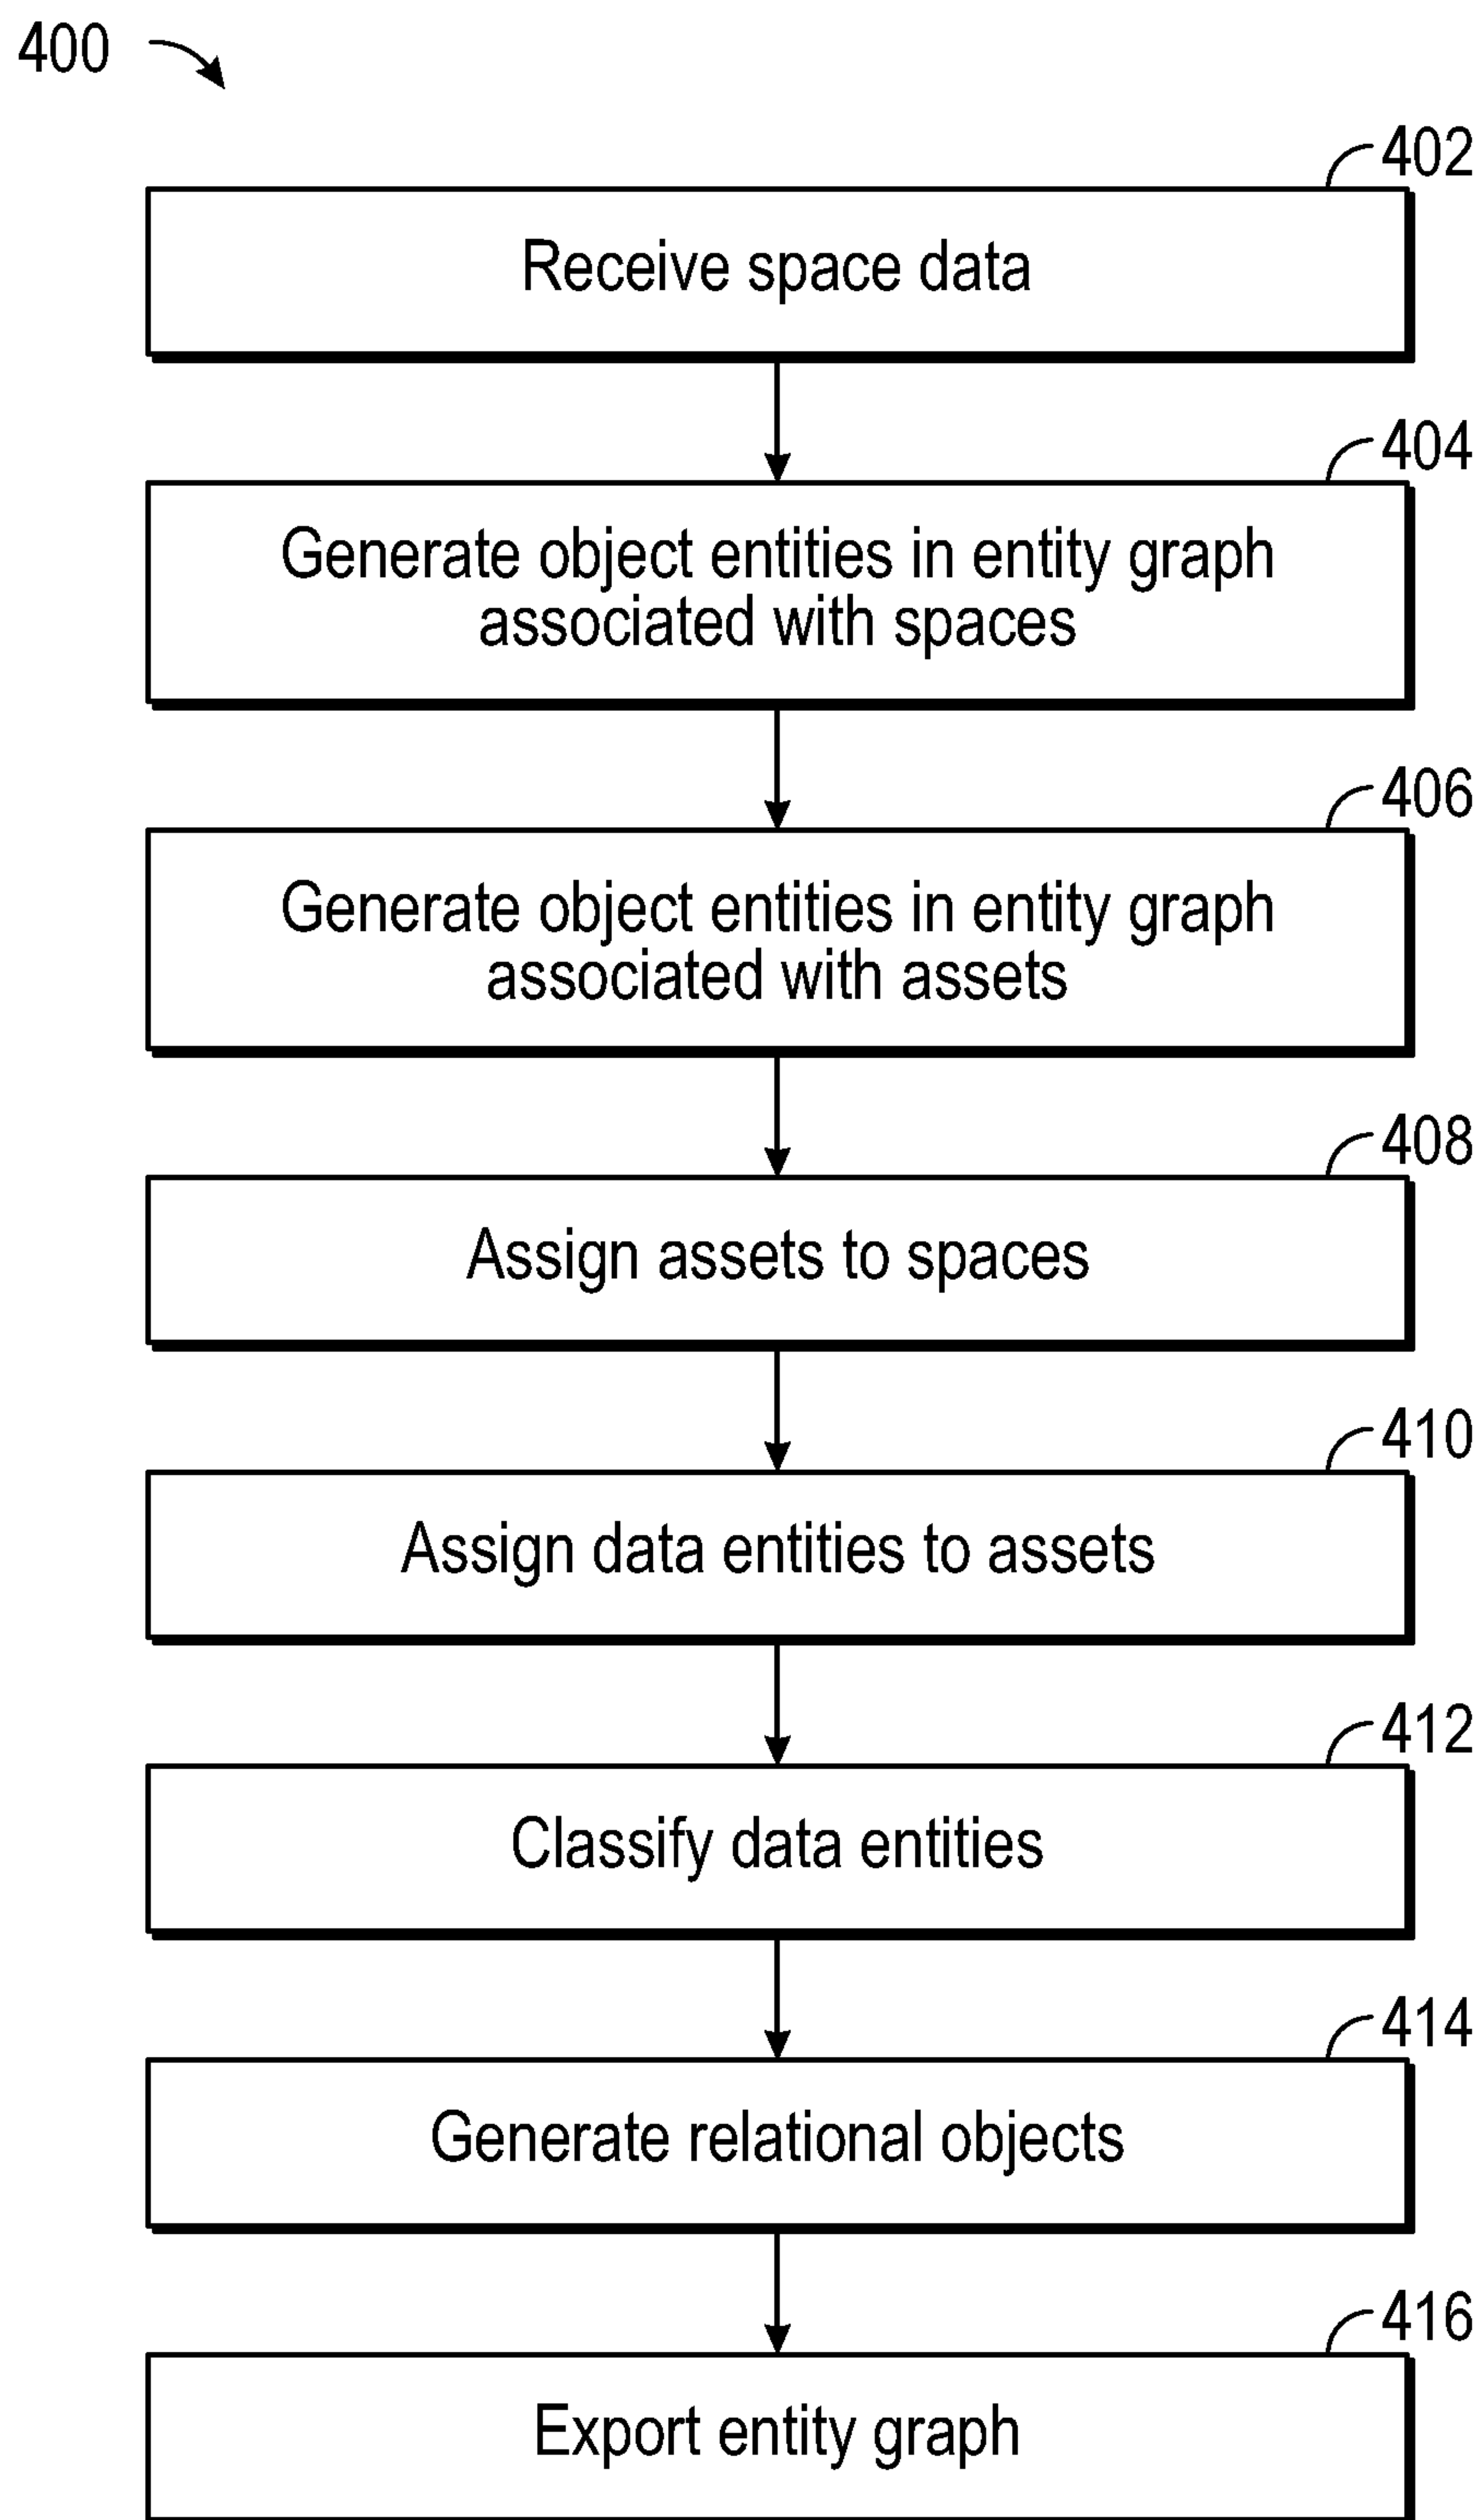 400
402
Receive space data
404
Generate object entities in entity graph
associated with spaces
406
Generate object entities in entity graph
associated with assets
408
Assign assets to spaces
410
Assign data entities to assets
412
Classify data entities
414
Generate relational objects
416
Export entity graph